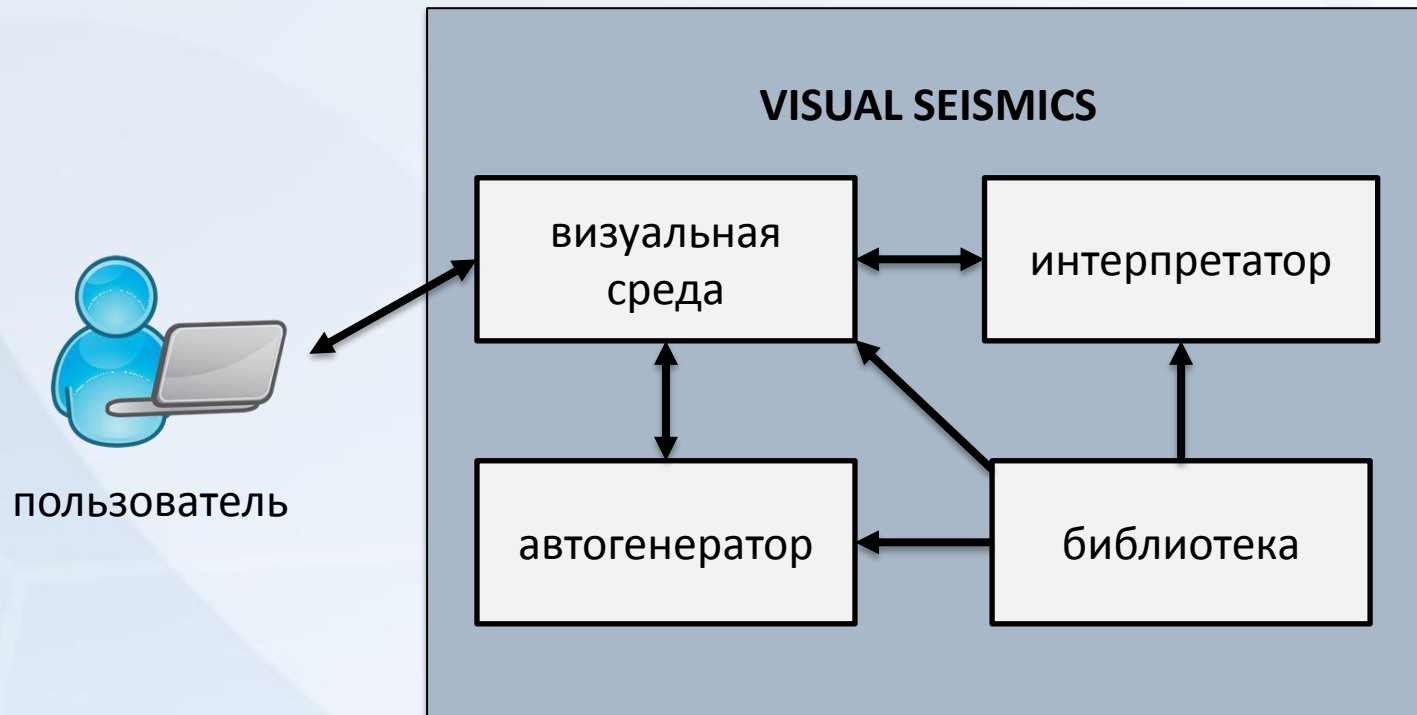 VISUAL SEISMICS
визуальная
среда
интерпретатор
пользователь
автогенератор
библиотека